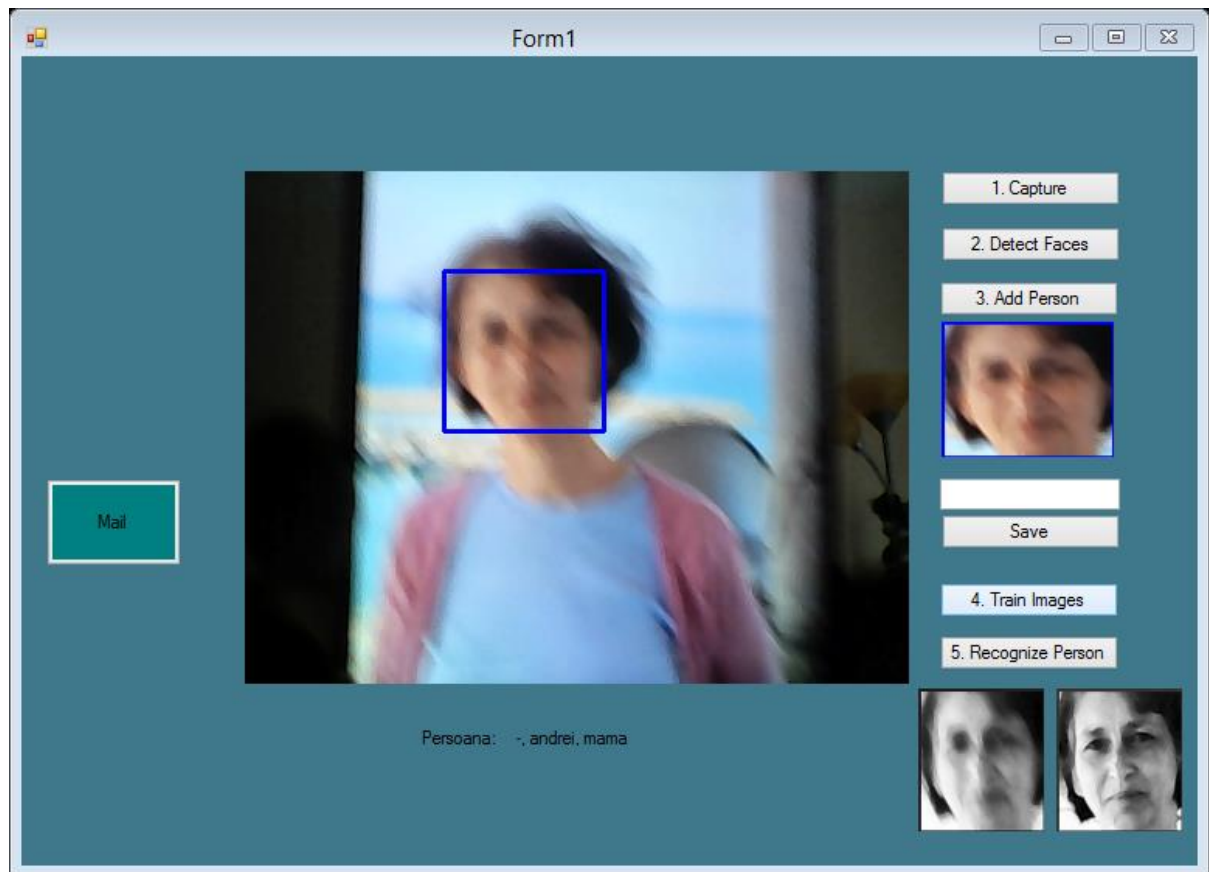 Form1
1. Capture
2. Detect Faces
3. Add Person
Mail
Save
4. Train Images
5. Recognize Person
Persoana: -, andrei, mama